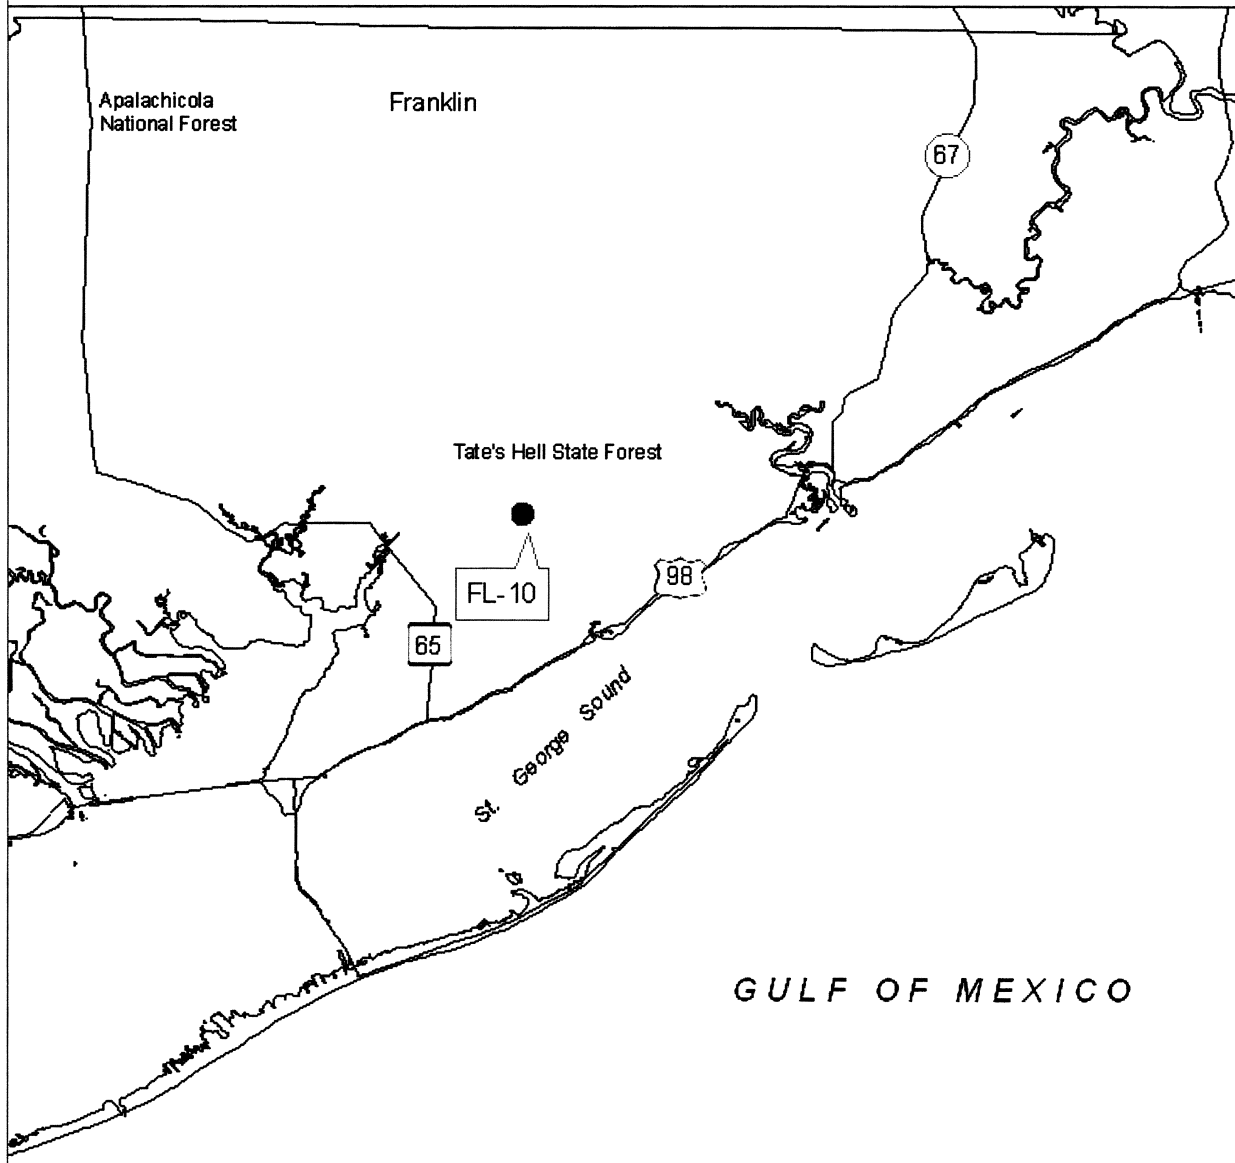 Apalachicola
National Forest
Franklin
67
Tate's Hell State Forest
FL-10
98
65
St. George Sound
GULF OF MEXICO